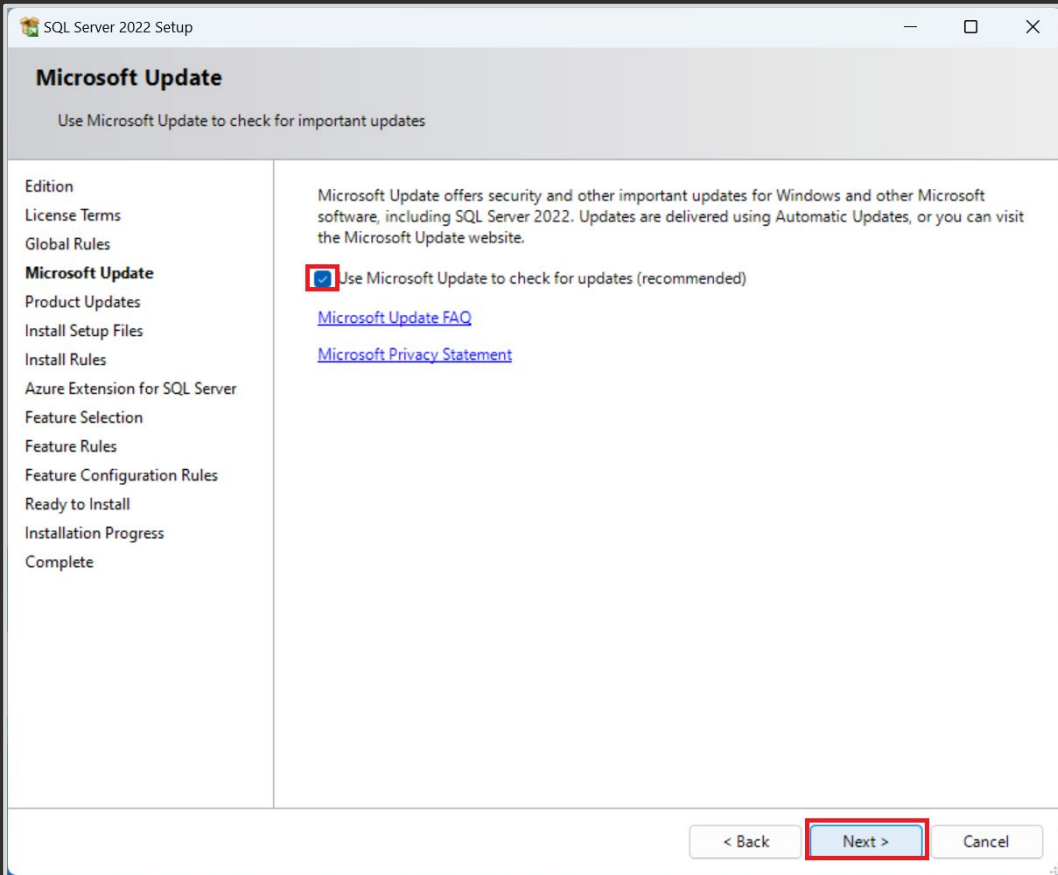 SQL Server 2022 Setup
Microsoft Update
Use Microsoft Update to check for important updates
Edition
License Terms
Global Rules
Microsoft Update
Product Updates
Install Setup Files
Install Rules
Azure Extension for SQL Server
Feature Selection
Feature Rules
Feature Configuration Rules
Ready to Install
Installation Progress
Complete
Microsoft Update offers security and other important updates for Windows and other Microsoft
software, including SQL Server 2022. Updates are delivered using Automatic Updates, or you can visit
the Microsoft Update website.
Use Microsoft Update to check for updates (recommended)
Microsoft Update FAQ
Microsoft Privacy Statement
< Back
Next >
Cancel